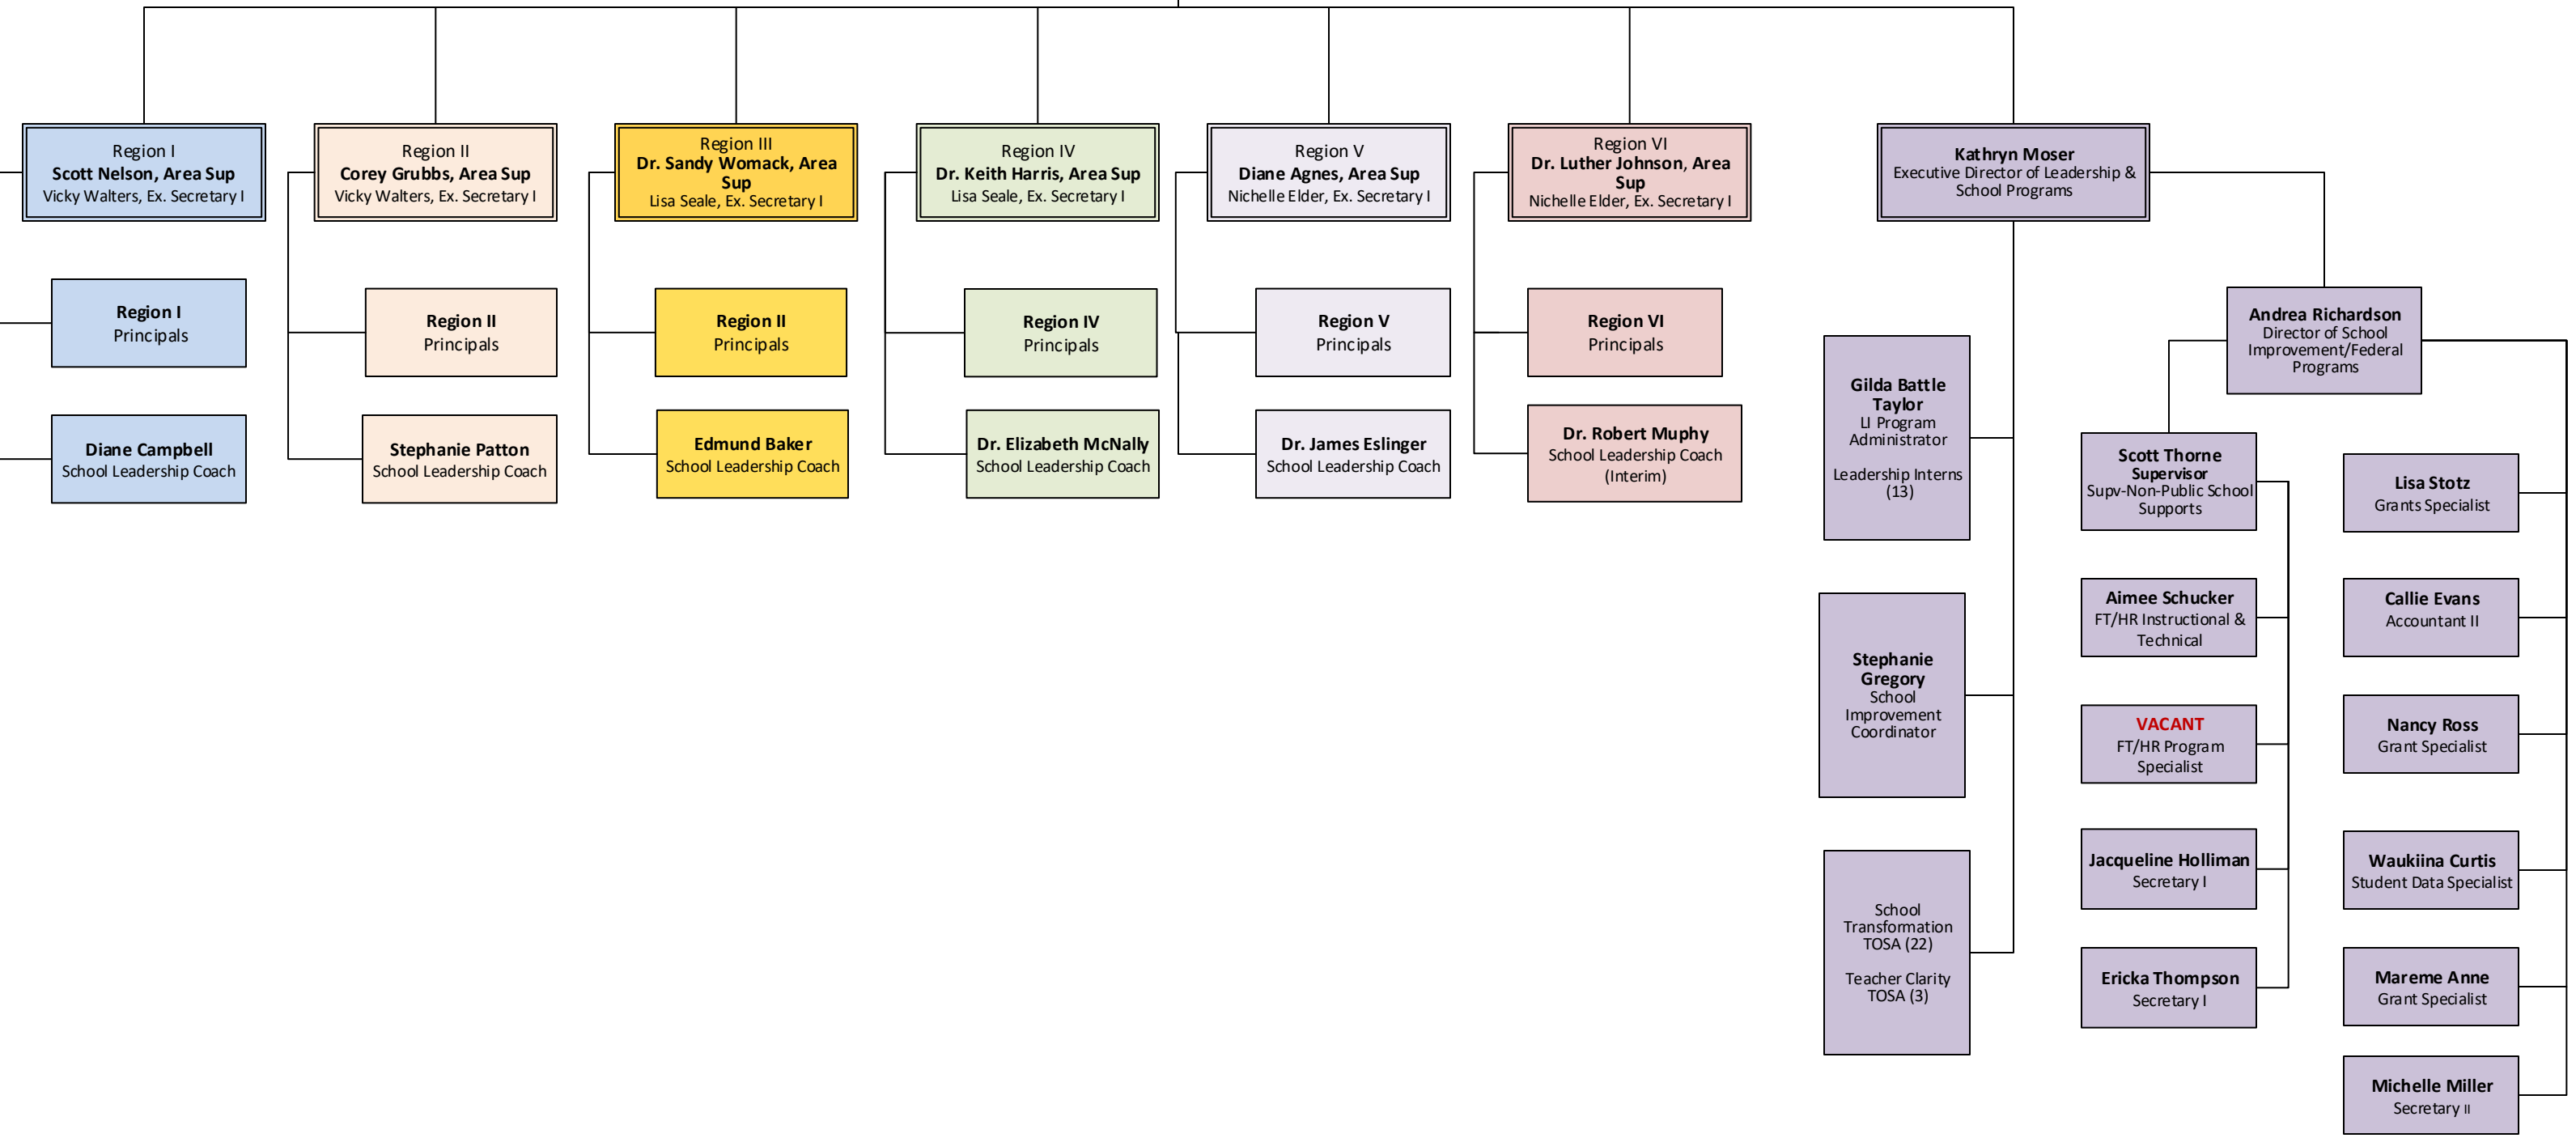 Region I
Scott Nelson, Area Sup
Vicky Walters, Ex. Secretary I
Region II
Corey Grubbs, Area Sup
Vicky Walters, Ex. Secretary I
Region III
Dr. Sandy Womack, Area
Sup
Lisa Seale, Ex. Secretary I
Region IV
Dr. Keith Harris, Area Sup
Lisa Seale, Ex. Secretary I
Region V
Diane Agnes, Area Sup
Nichelle Elder, Ex. Secretary I
Region VI
Dr. Luther Johnson, Area
Sup
Nichelle Elder, Ex. Secretary I
Kathryn Moser
Executive Director of Leadership &
School Programs
Region I
Principals
Region II
Principals
Region II
Principals
Region IV
Principals
Region V
Principals
Region VI
Principals
Andrea Richardson
Director of School
Improvement/Federal
Programs
Diane Campbell
School Leadership Coach
Stephanie Patton
School Leadership Coach
Edmund Baker
School Leadership Coach
Dr. Elizabeth McNally
School Leadership Coach
Dr. James Eslinger
School Leadership Coach
Dr. Robert Muphy
School Leadership Coach
(Interim)
Gilda Battle
Taylor
LI Program
Administrator
Leadership Interns
(13)
Scott Thorne
Supervisor
Supv-Non-Public School
Supports
Lisa Stotz
Grants Specialist
Aimee Schucker
FT/HR Instructional &
Technical
Callie Evans
Accountant II
Stephanie
Gregory
School
Improvement
Coordinator
VACANT
FT/HR Program
Specialist
Nancy Ross
Grant Specialist
Jacqueline Holliman
Secretary I
Waukiina Curtis
Student Data Specialist
School
Transformation
TOSA (22)
Teacher Clarity
TOSA (3)
Ericka Thompson
Secretary I
Mareme Anne
Grant Specialist
Michelle Miller
Secretary II